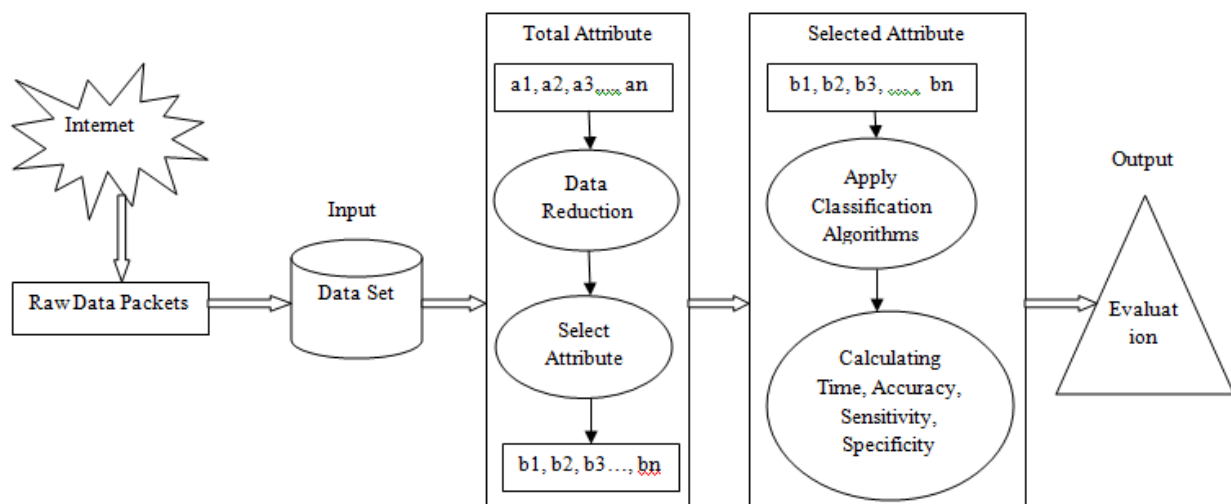 Internet
Raw Data Packets
Input
Data Set
Total Attribute
a1, a2, a3,..... an
Data
Reduction
Select
Attribute
b1, b2, b3..., bn
Selected Attribute
b1, b2, b3, ..... bn
Apply
Classification
Algorithms
Calculating
Time, Accuracy,
Sensitivity,
Specificity
Output
Evaluat
ion